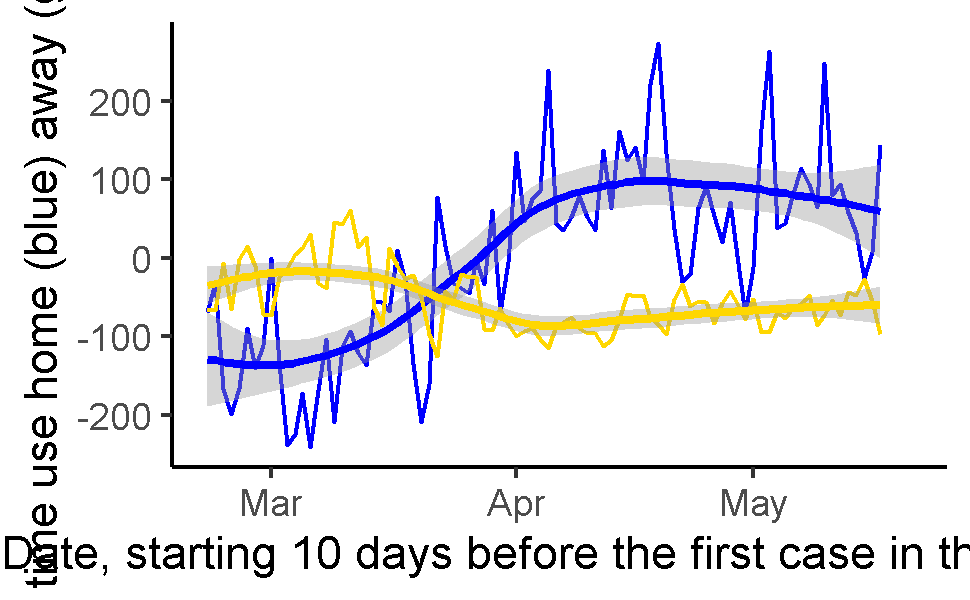 time use home (blue) away (
200
100
0
-100
-200
Mar Apr May
Date, starting 10 days before the first case in th